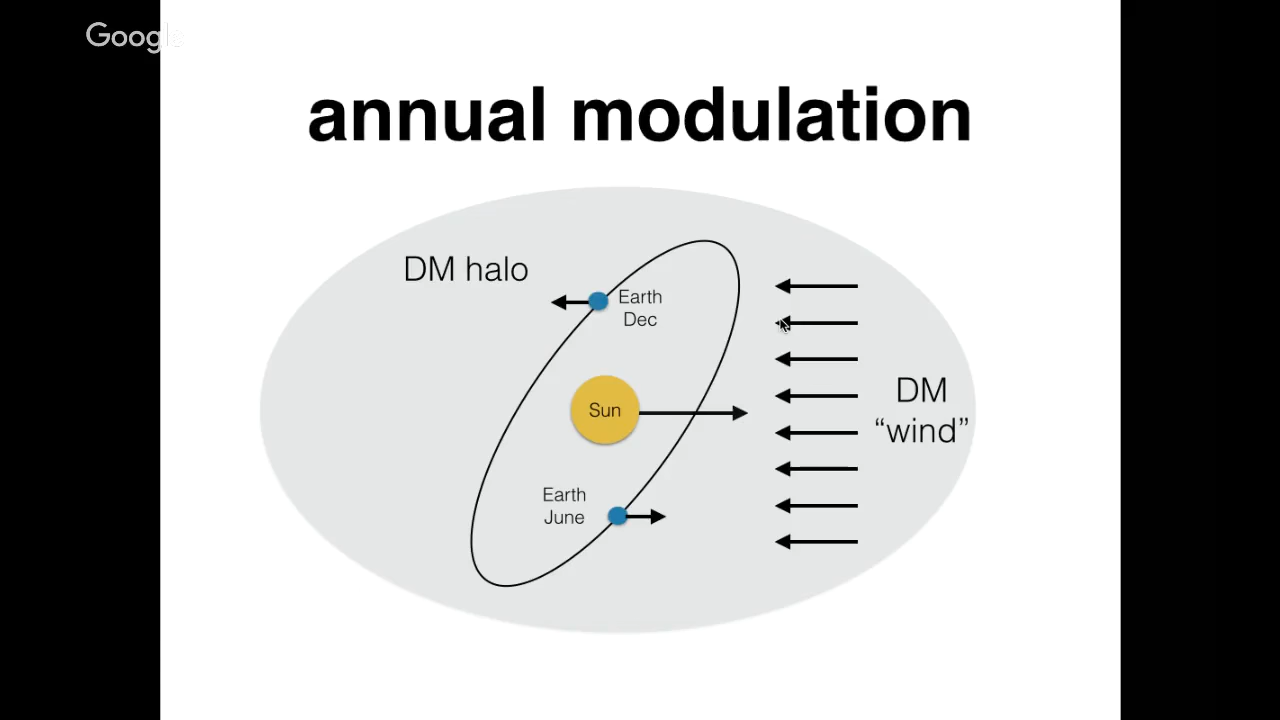 Google
annual modulation
DM halo
Earth
Dec
Sun
DM
“wind”
Earth
June